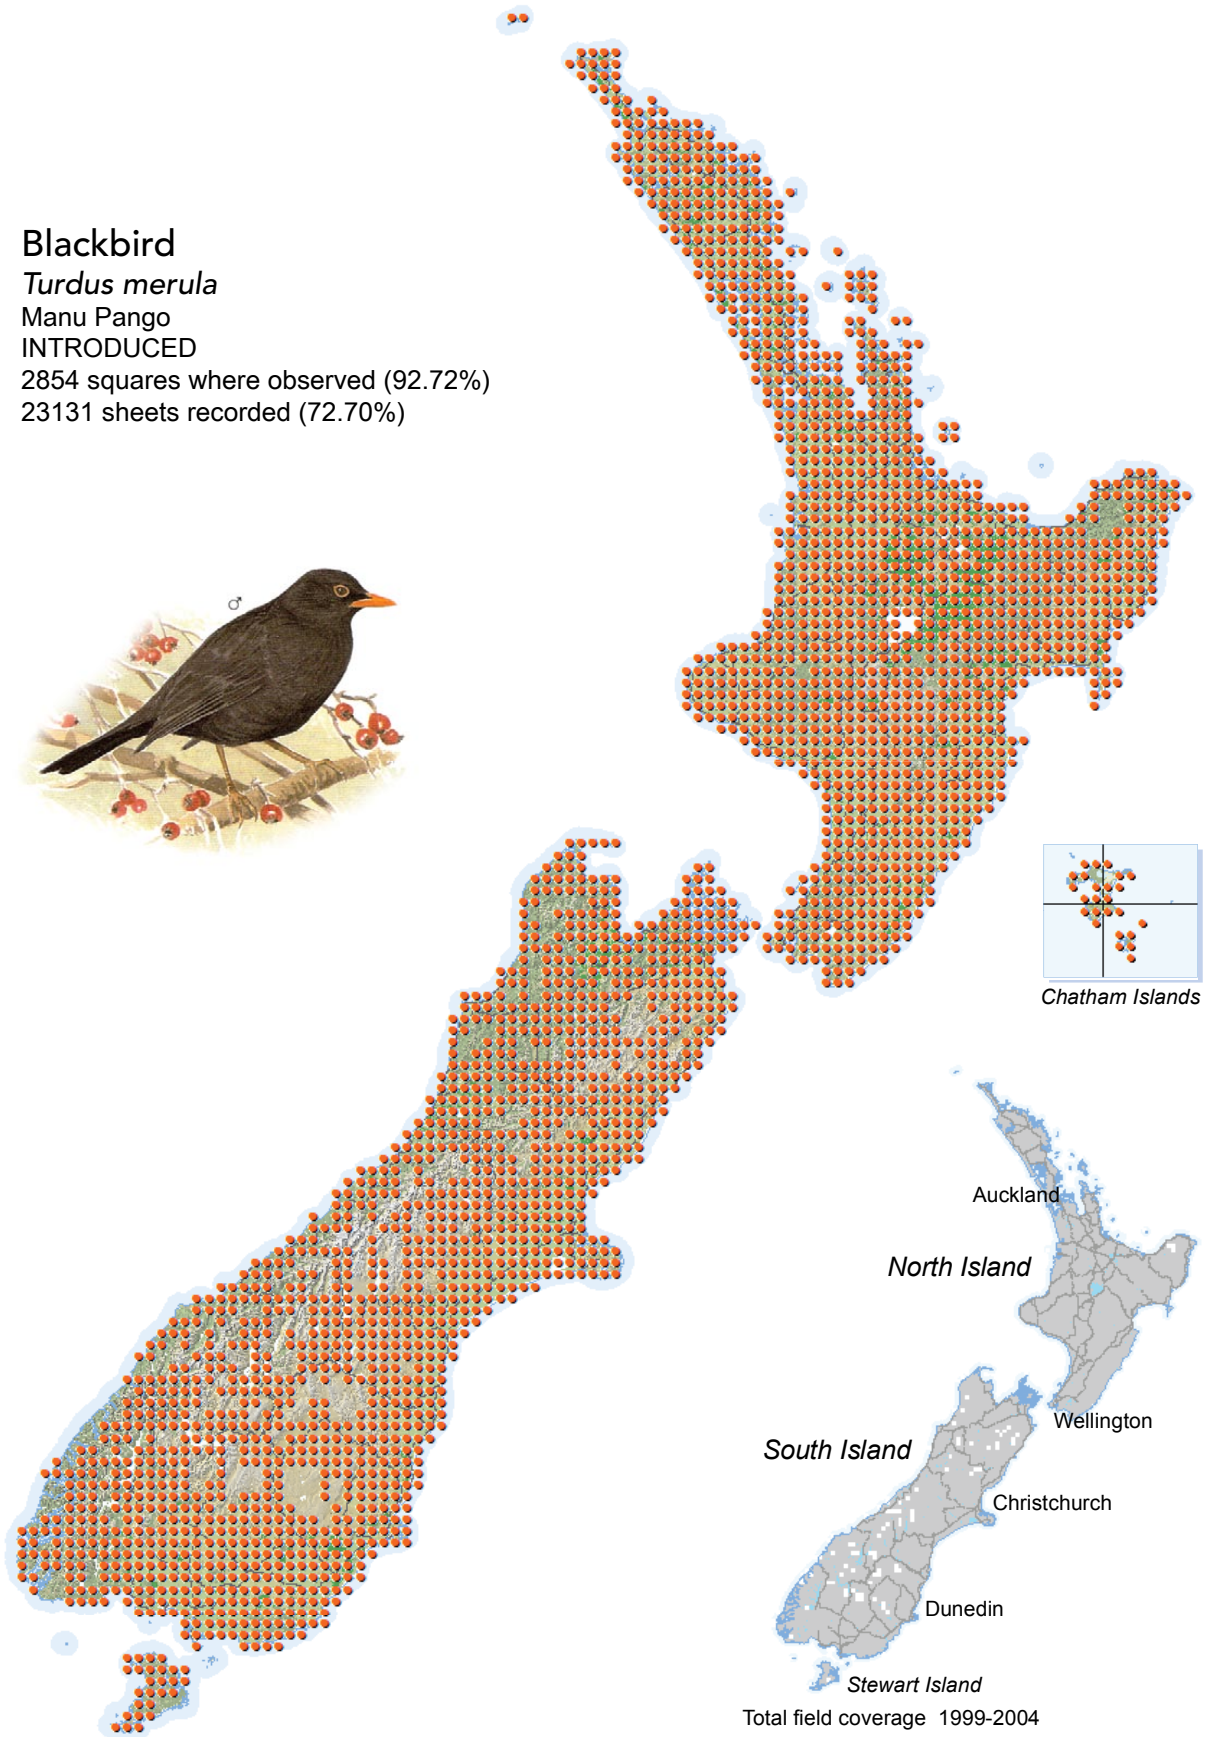 Blackbird
Turdus merula
Manu Pango
INTRODUCED
2854 squares where observed (92.72%)
23131 sheets recorded (72.70%)
♂
Chatham Islands
Auckland
North Island
Wellington
South Island
Christchurch
Dunedin
Stewart Island
Total field coverage 1999-2004